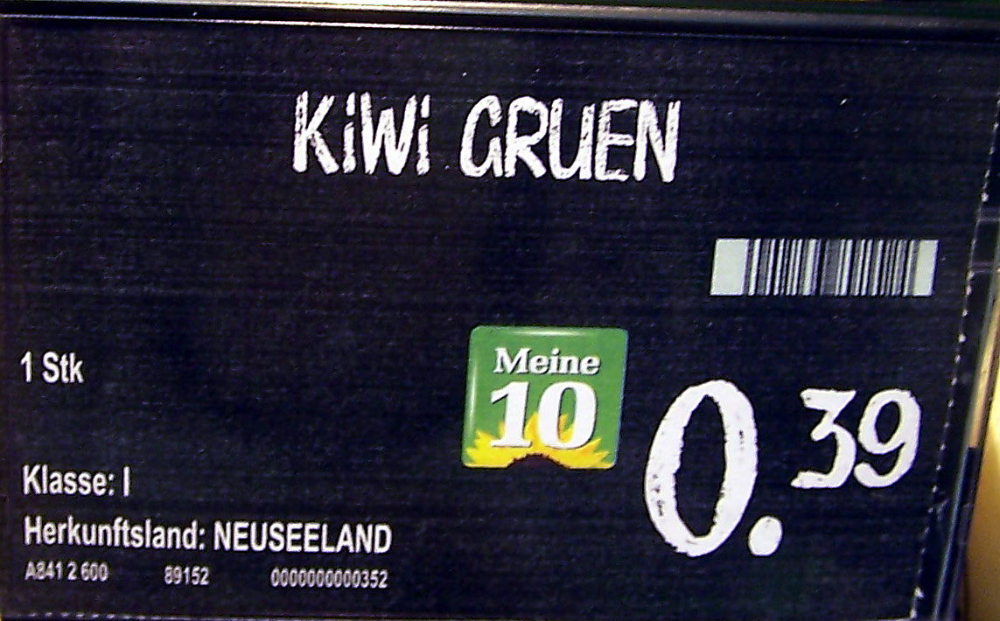 KiWi GRUEN
1 Stk
Meine
10
0.39
Klasse: I
Herkunftsland: NEUSEELAND
A841 2 600 89152 0000000000352